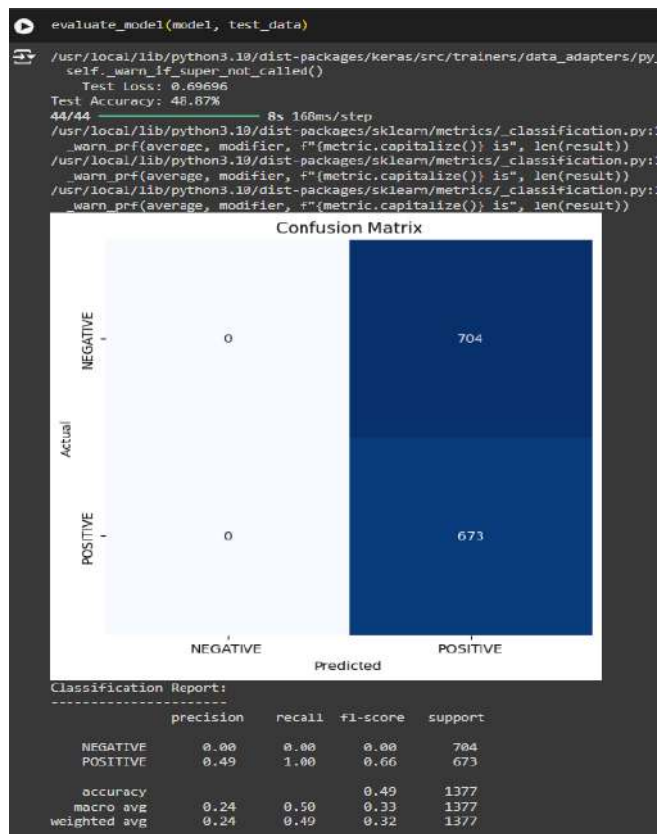 evaluate_model(model, test_data)
/usr/local/lib/python3.10/dist-packages/keras/src/trainers/data_adapters/py_
self._warn_if_super_not_called()
Test Loss: 0.69696
Test Accuracy: 48.87%
44/44 ━━━━━━━━━━━━━━━━━━━━ 8s 168ms/step
/usr/local/lib/python3.10/dist-packages/sklearn/metrics/_classification.py:1
_warn_prf(average, modifier, f"{metric.capitalize()} is", len(result))
/usr/local/lib/python3.10/dist-packages/sklearn/metrics/_classification.py:1
_warn_prf(average, modifier, f"{metric.capitalize()} is", len(result))
/usr/local/lib/python3.10/dist-packages/sklearn/metrics/_classification.py:1
_warn_prf(average, modifier, f"{metric.capitalize()} is", len(result))
Confusion Matrix
NEGATIVE
0 704
Actual
POSITIVE
0 673
NEGATIVE POSITIVE
Predicted
Classification Report:
-----------------------
precision recall f1-score support
NEGATIVE 0.00 0.00 0.00 704
POSITIVE 0.49 1.00 0.66 673
accuracy 0.49 1377
macro avg 0.24 0.50 0.33 1377
weighted avg 0.24 0.49 0.32 1377